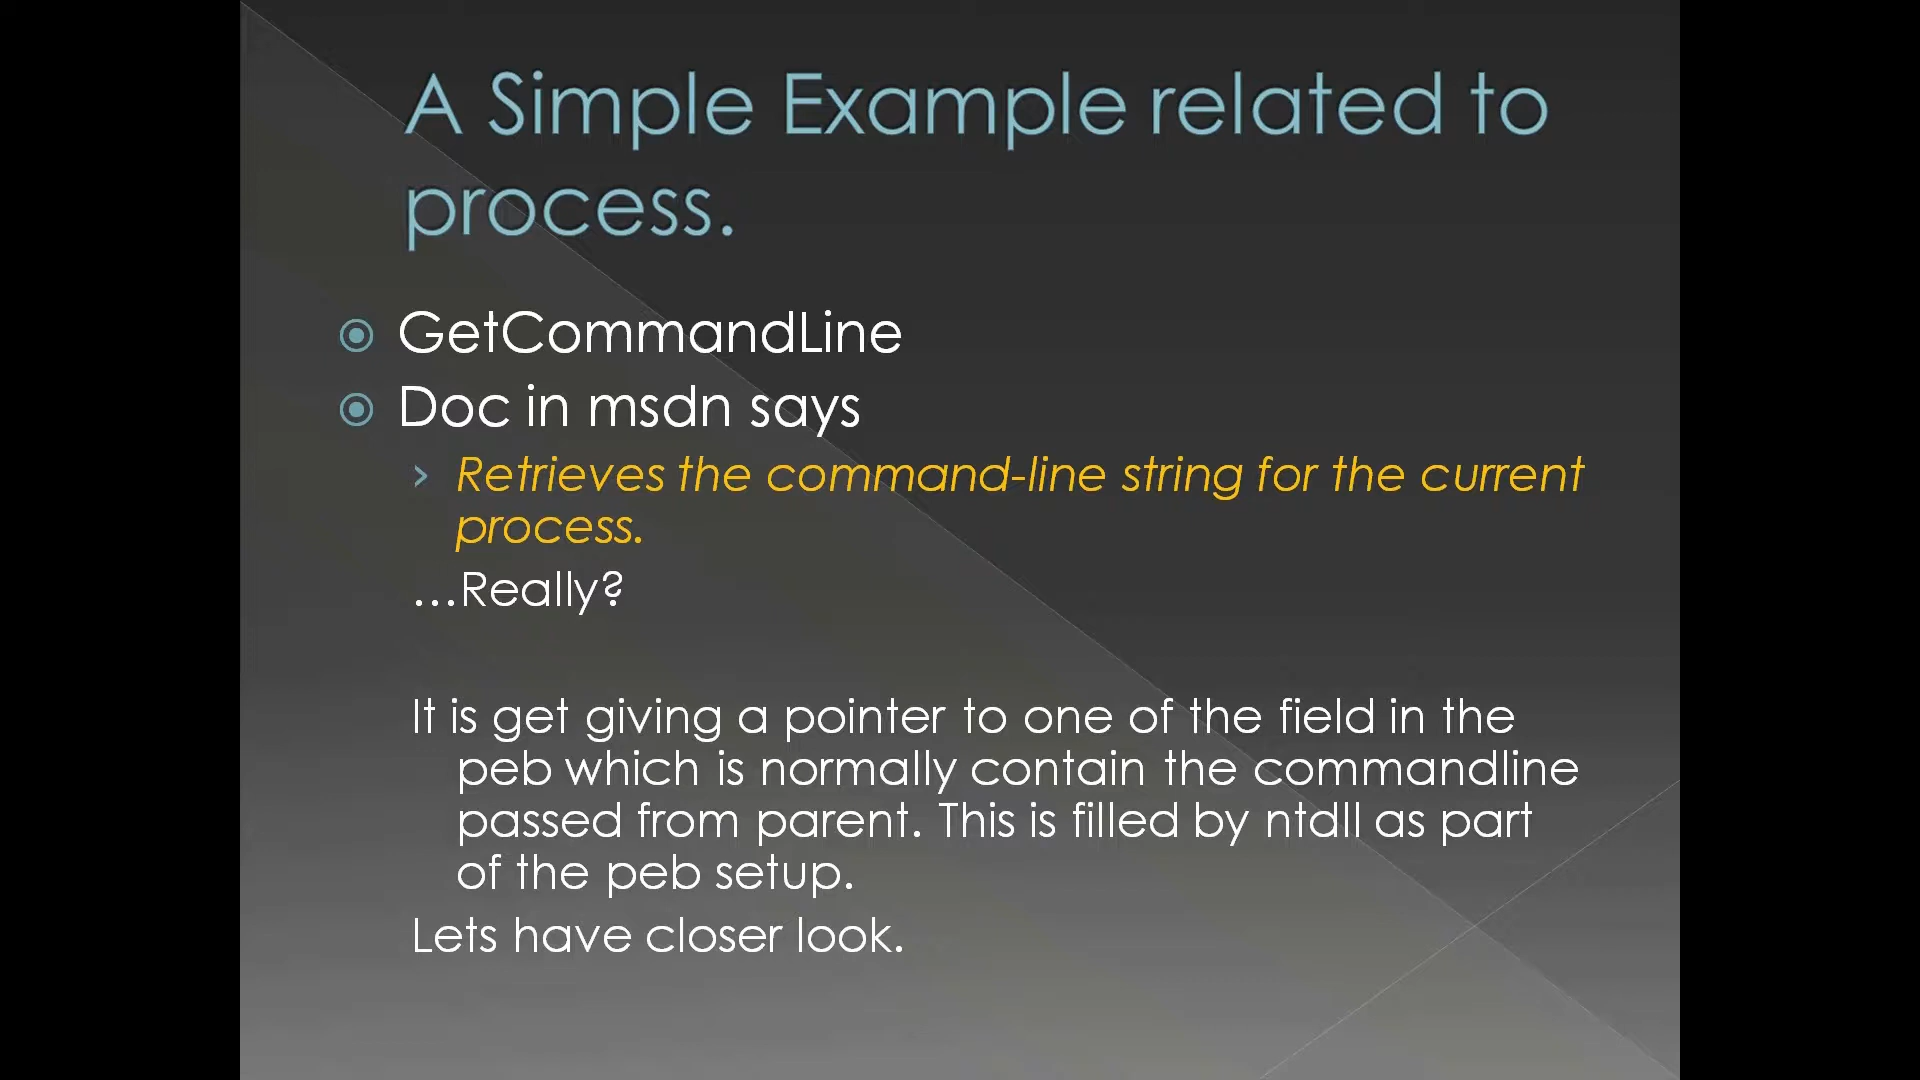 A Simple Example related to
process.
GetCommandLine
Doc in msdn says
Retrieves the command-line string for the current
process.
…Really?
It is get giving a pointer to one of the field in the
peb which is normally contain the commandline
passed from parent. This is filled by ntdll as part
of the peb setup.
Lets have closer look.